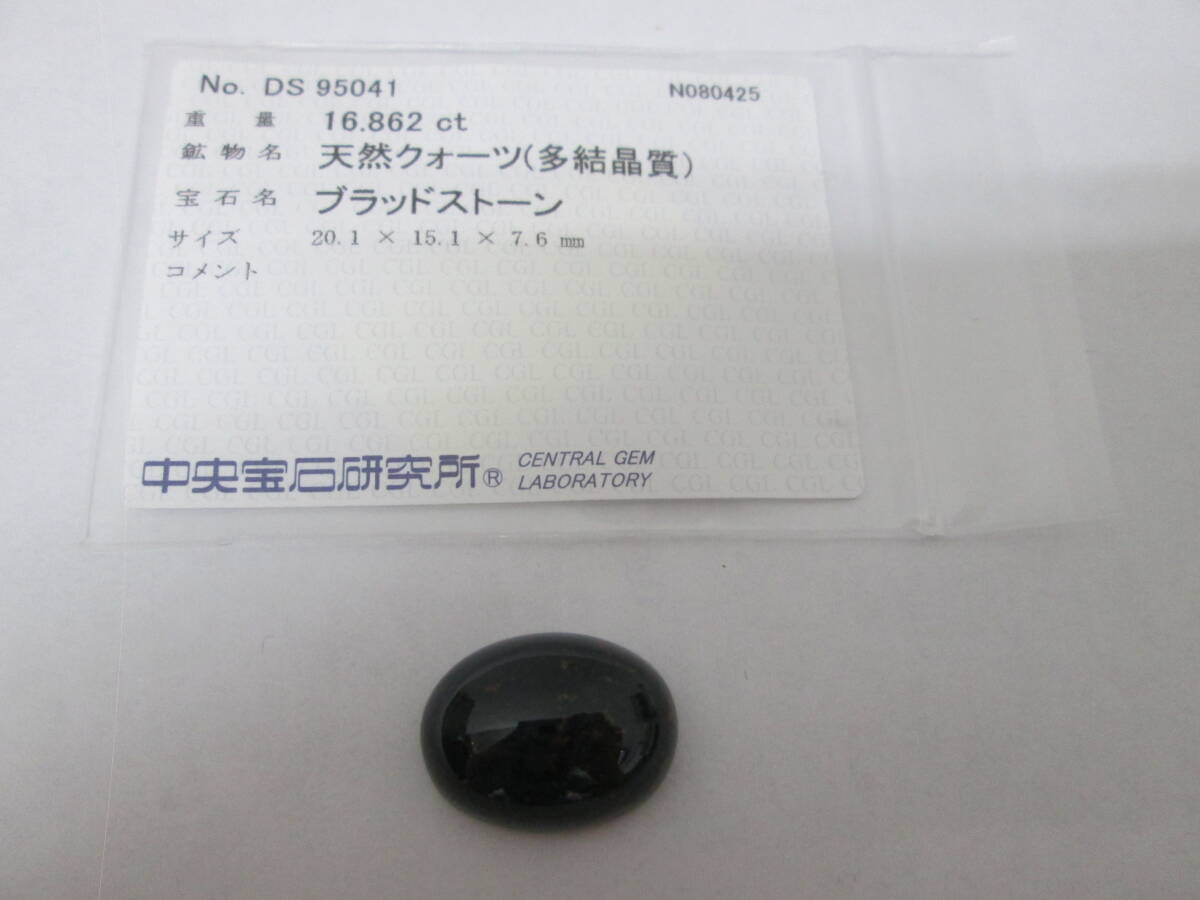 No. DS 95041 N080425
重量 16.862 ct
鉱物名 天然クォーツ(多結晶質)
宝石名 ブラッドストーン
サイズ 20.1 × 15.1 × 7.6 mm
コメント
中央宝石研究所® CENTRAL GEM LABORATORY